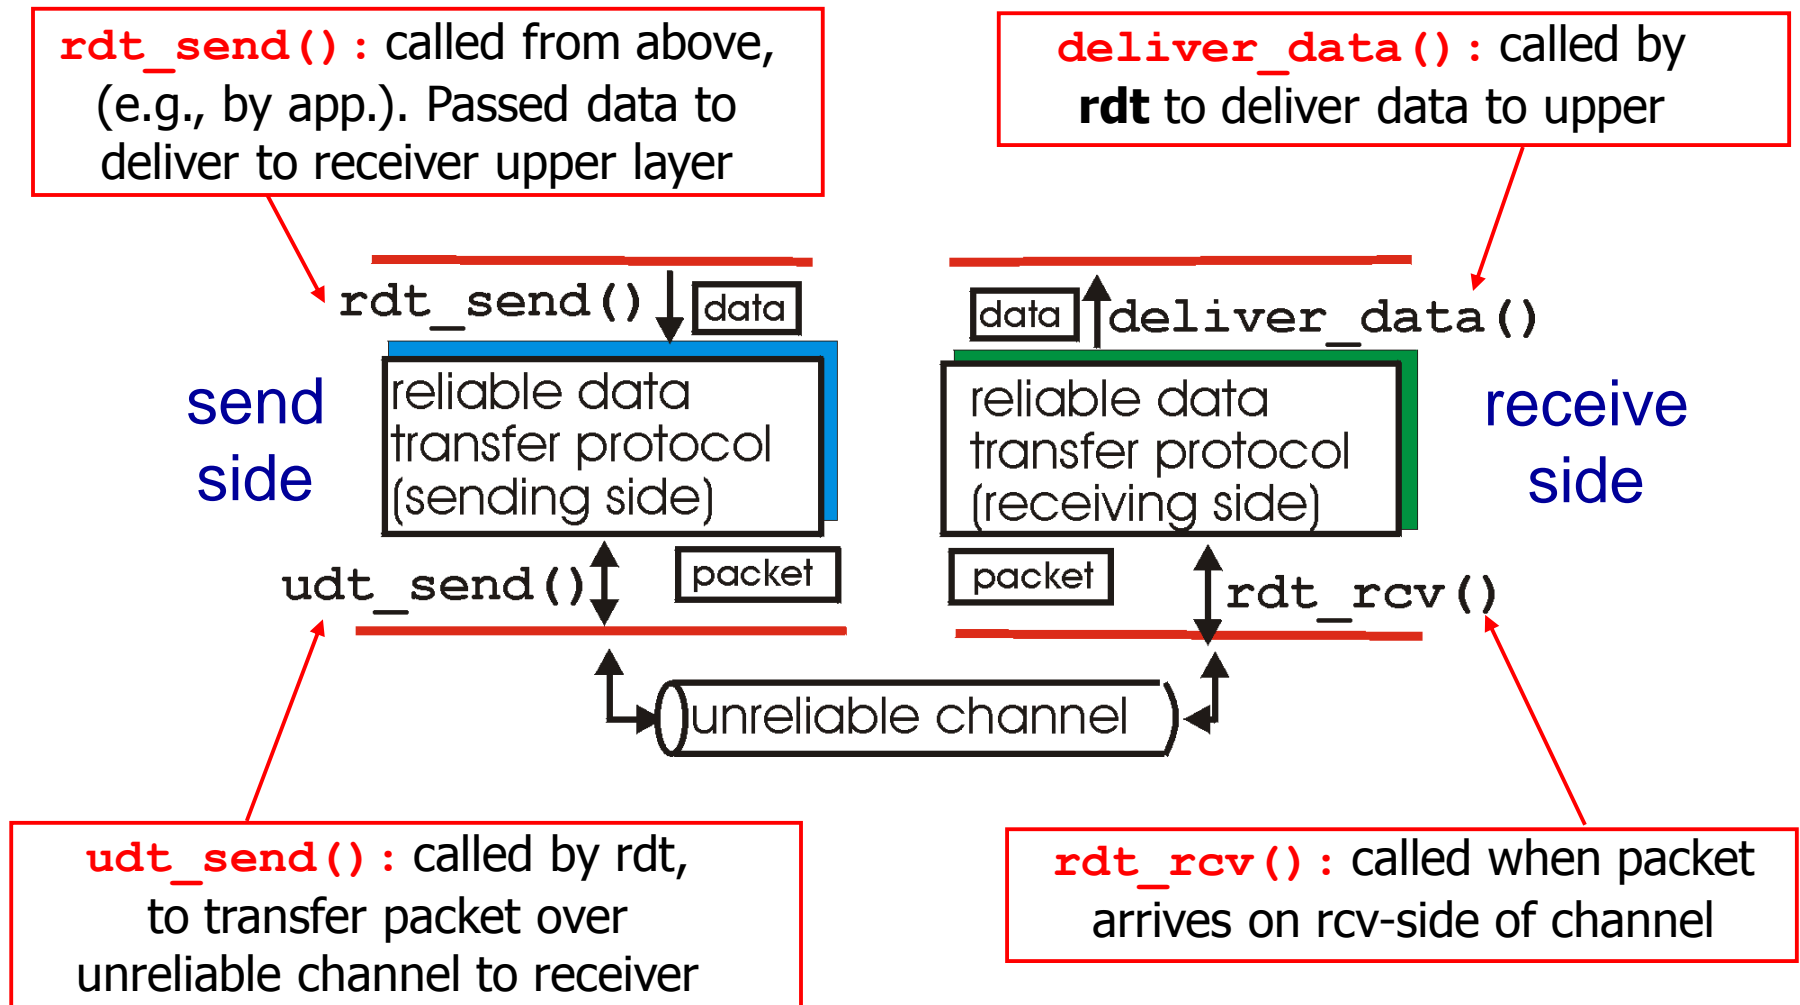 rdt_send(): called from above,
(e.g., by app.). Passed data to
deliver to receiver upper layer
deliver_data(): called by
rdt to deliver data to upper
rdt_send()
data
data
deliver_data()
send
side
reliable data
transfer protocol
(sending side)
reliable data
transfer protocol
(receiving side)
receive
side
udt_send()
packet
packet
rdt_rcv()
unreliable channel
udt_send(): called by rdt,
to transfer packet over
unreliable channel to receiver
rdt_rcv(): called when packet
arrives on rcv-side of channel